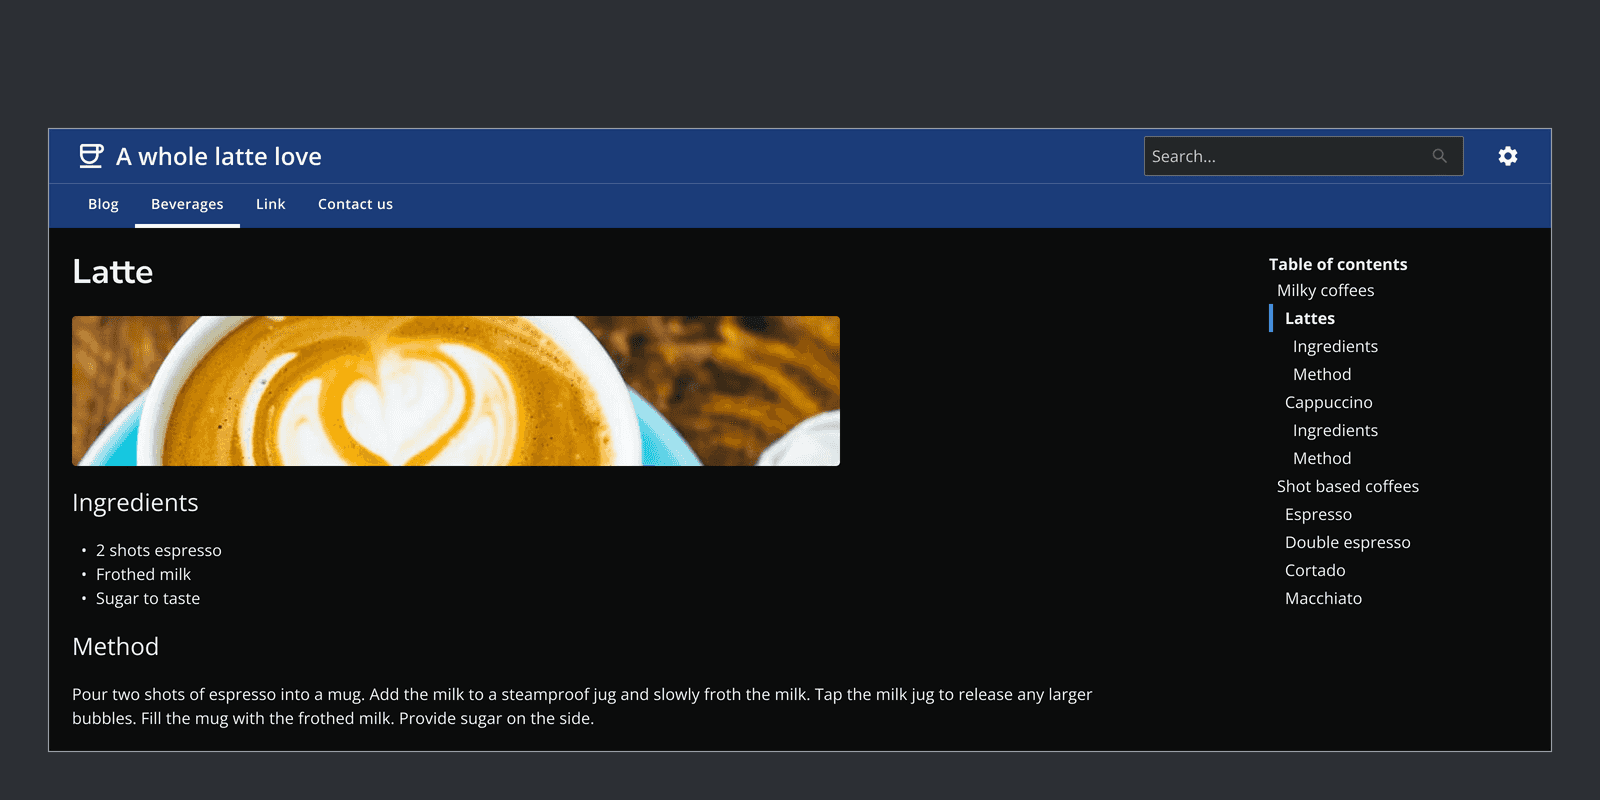 A whole latte love
Search...
Blog
Beverages
Link
Contact us
Latte
Ingredients
• 2 shots espresso
• Frothed milk
• Sugar to taste
Method
Pour two shots of espresso into a mug. Add the milk to a steamproof jug and slowly froth the milk. Tap the milk jug to release any larger
bubbles. Fill the mug with the frothed milk. Provide sugar on the side.
Table of contents
Milky coffees
Lattes
Ingredients
Method
Cappuccino
Ingredients
Method
Shot based coffees
Espresso
Double espresso
Cortado
Macchiato